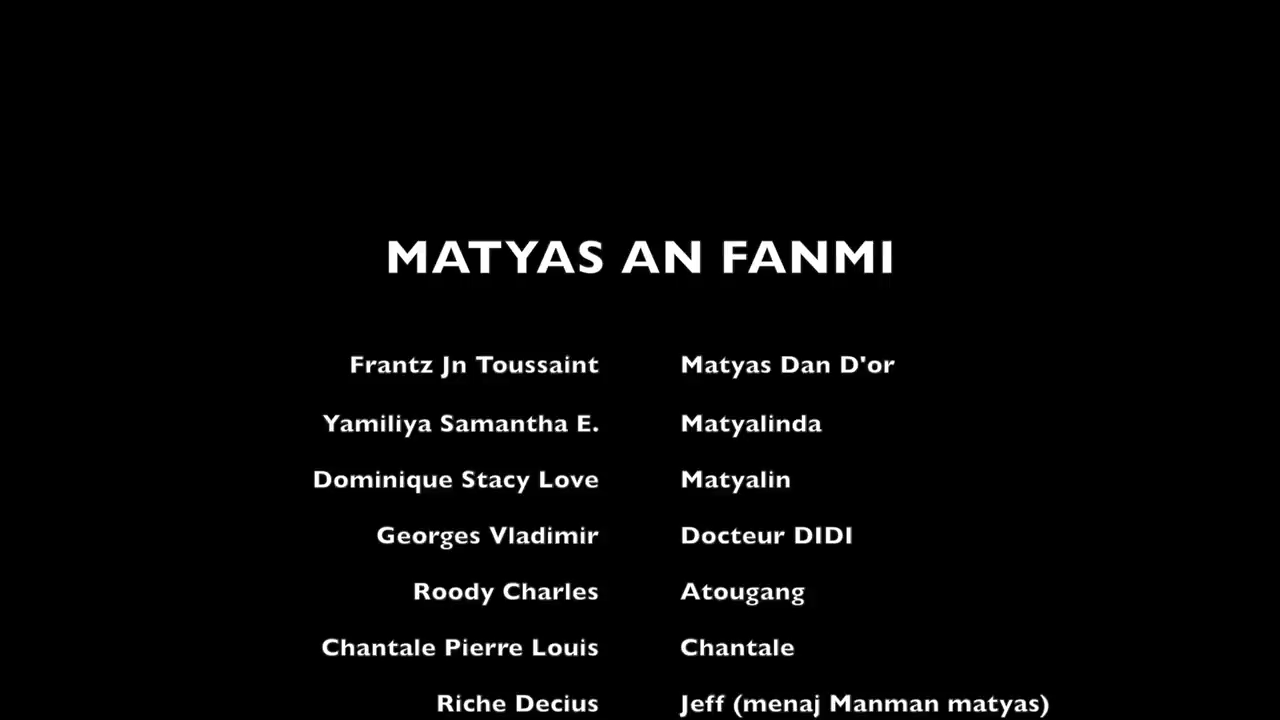 MATYAS AN FANMI
Frantz Jn Toussaint Matyas Dan D'or
Yamiliya Samantha E. Matyalinda
Dominique Stacy Love Matyalin
Georges Vladimir Docteur DIDI
Roody Charles Atougang
Chantale Pierre Louis Chantale
Riche Decius Jeff (menaj Manman matyas)